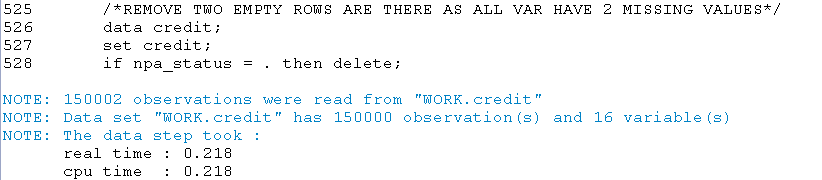 525 /*REMOVE TWO EMPTY ROWS ARE THERE AS ALL VAR HAVE 2 MISSING VALUES*/
526 data credit;
527 set credit;
528 if npa_status = . then delete;
NOTE: 150002 observations were read from "WORK.credit"
NOTE: Data set "WORK.credit" has 150000 observation(s) and 16 variable(s)
NOTE: The data step took :
real time : 0.218
cpu time : 0.218